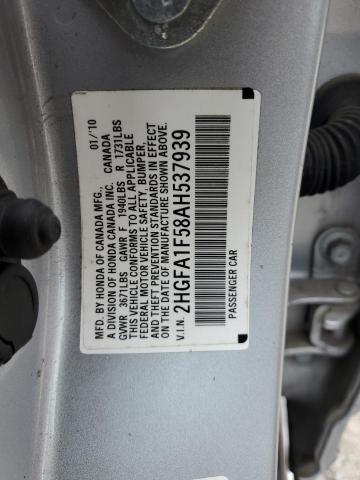 MFD. BY HONDA OF CANADA MFG., 01/10
A DIVISION OF HONDA CANADA INC. CANADA
GVWR 3671LBS GAWR F 1940LBS R 1731LBS
THIS VEHICLE CONFORMS TO ALL APPLICABLE
FEDERAL MOTOR VEHICLE SAFETY, BUMPER,
AND THEFT PREVENTION STANDARDS IN EFFECT
ON THE DATE OF MANUFACTURE SHOWN ABOVE.
V.I.N. 2HGFA1F58AH537939
PASSENGER CAR